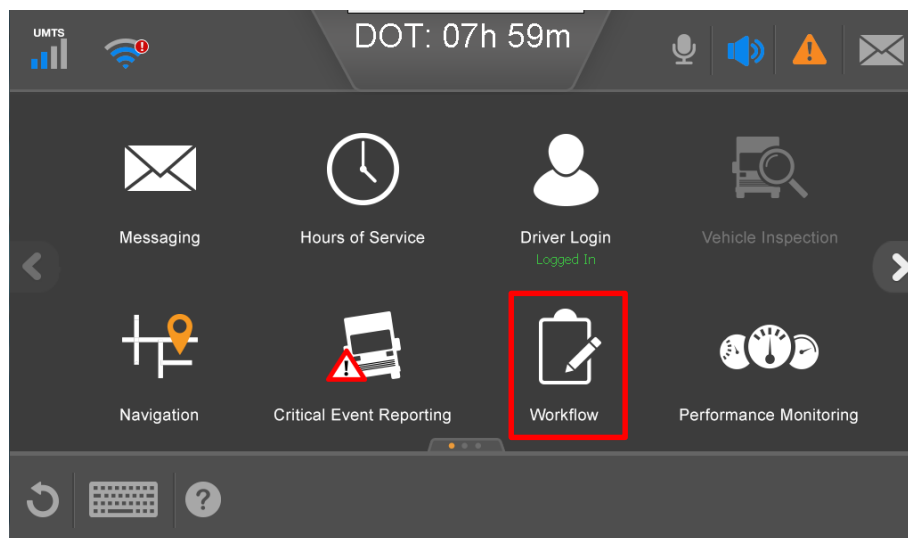 UMTS
DOT: 07h 59m
Messaging
Hours of Service
Driver Login
Logged In
Vehicle Inspection
Navigation
Critical Event Reporting
Workflow
Performance Monitoring